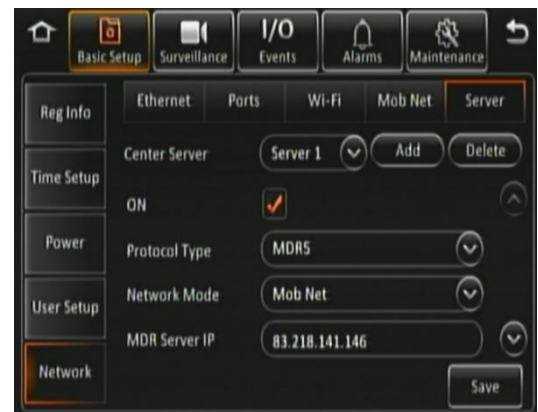 Basic Setup
Surveillance
I/O
Events
Alarms
Maintenance
Reg Info
Time Setup
Power
User Setup
Network
Ethernet
Ports
Wi-Fi
Mob Net
Server
Center Server
Server 1
Add
Delete
ON
Protocol Type
MDR5
Network Mode
Mob Net
MDR Server IP
83.218.141.146
Save